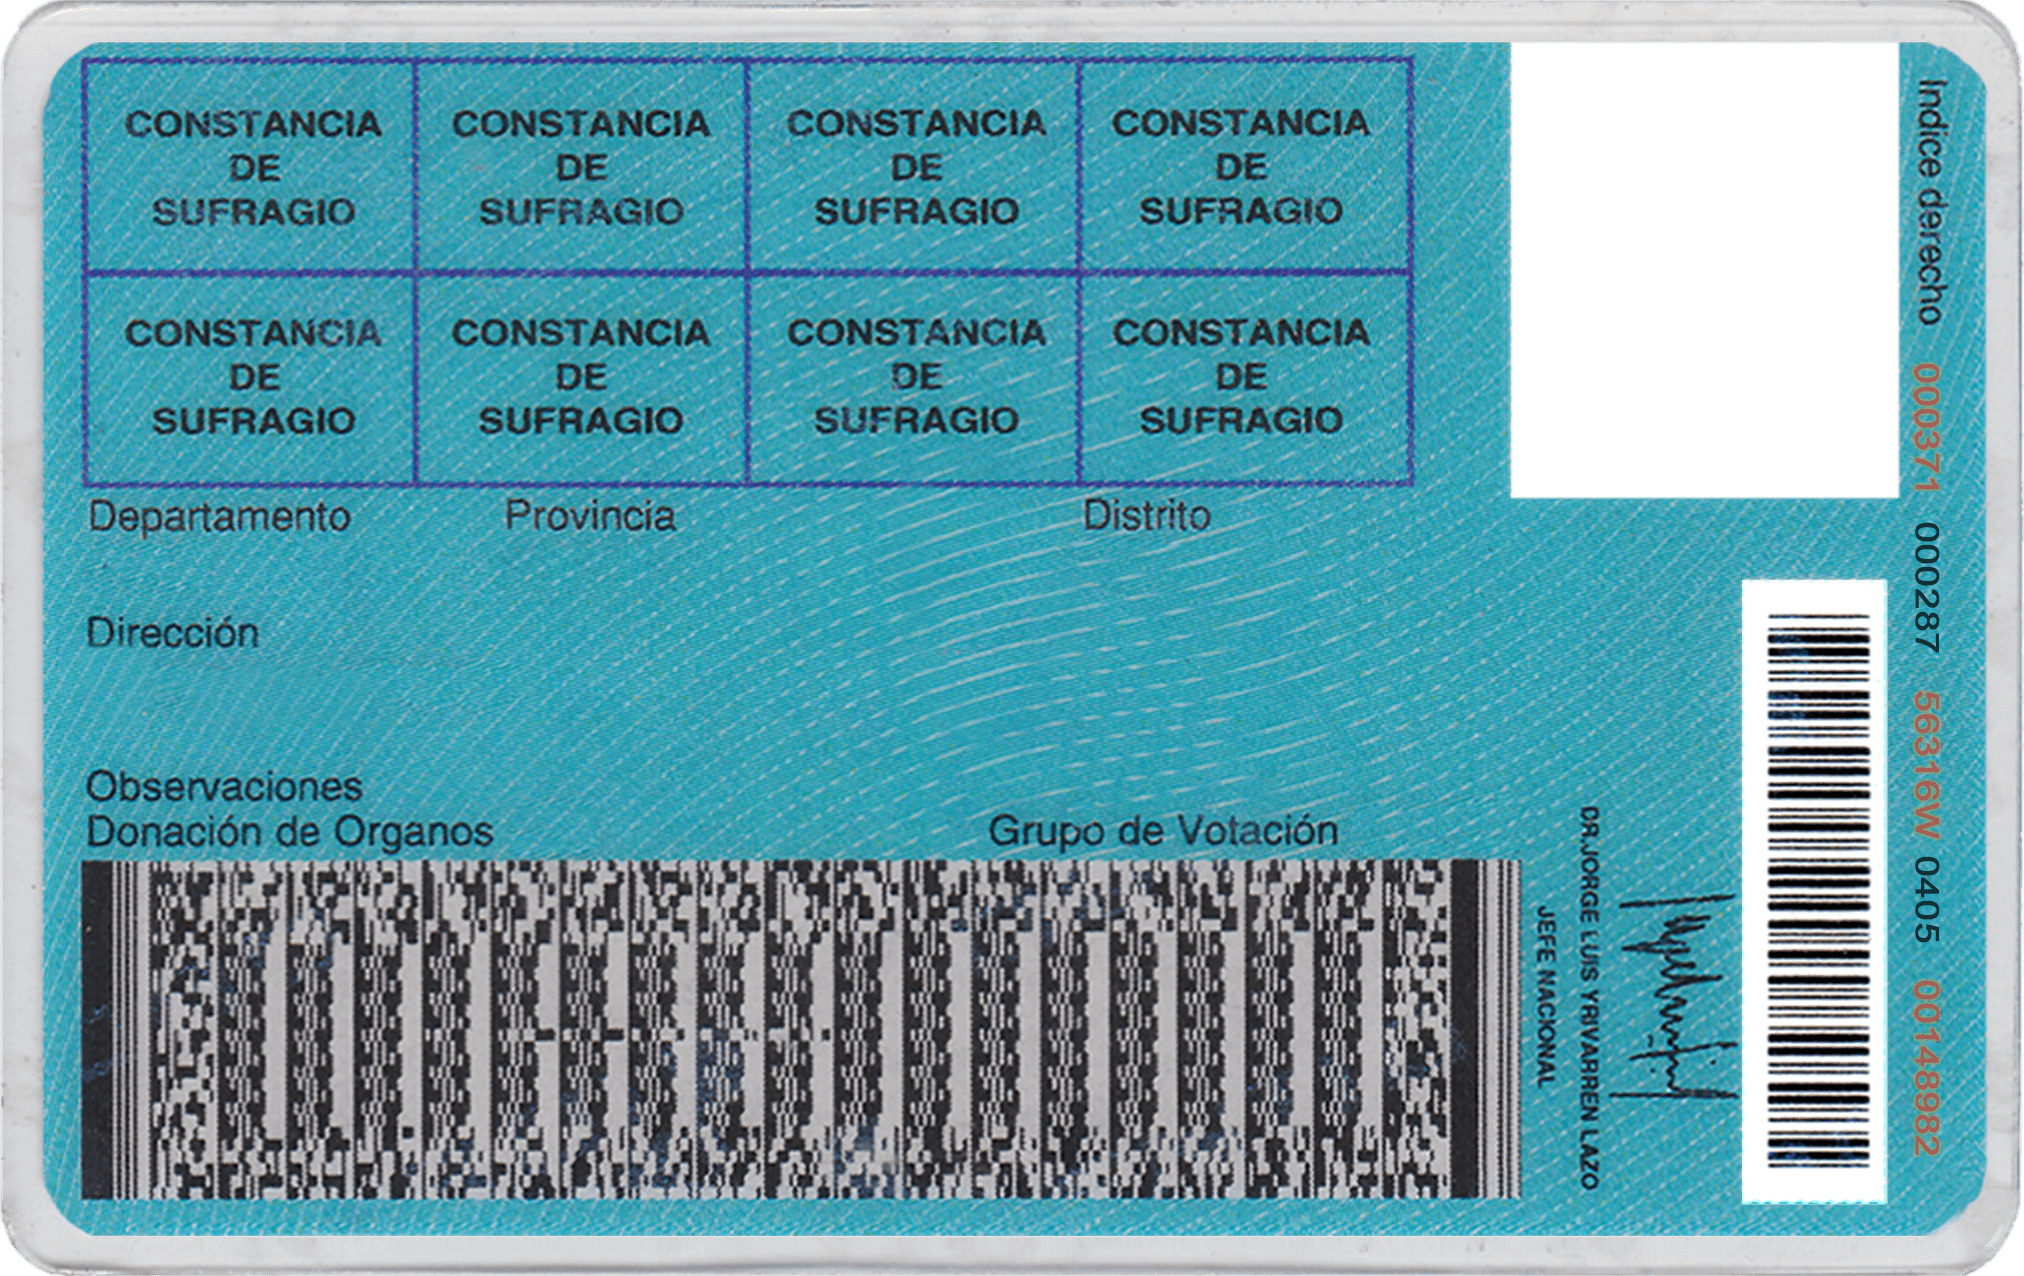 CONSTANCIA
DE
SUFRAGIO
CONSTANCIA
DE
SUFRAGIO
CONSTANCIA
DE
SUFRAGIO
CONSTANCIA
DE
SUFRAGIO
CONSTANCIA
DE
SUFRAGIO
CONSTANCIA
DE
SUFRAGIO
CONSTANCIA
DE
SUFRAGIO
CONSTANCIA
DE
SUFRAGIO
Departamento Provincia Distrito
Dirección
Observaciones
Donación de Organos Grupo de Votación
DR.JORGE LUIS YRIVARREN LAZO
JEFE NACIONAL
Indice derecho 000371 000287 56316W 0405 00148982